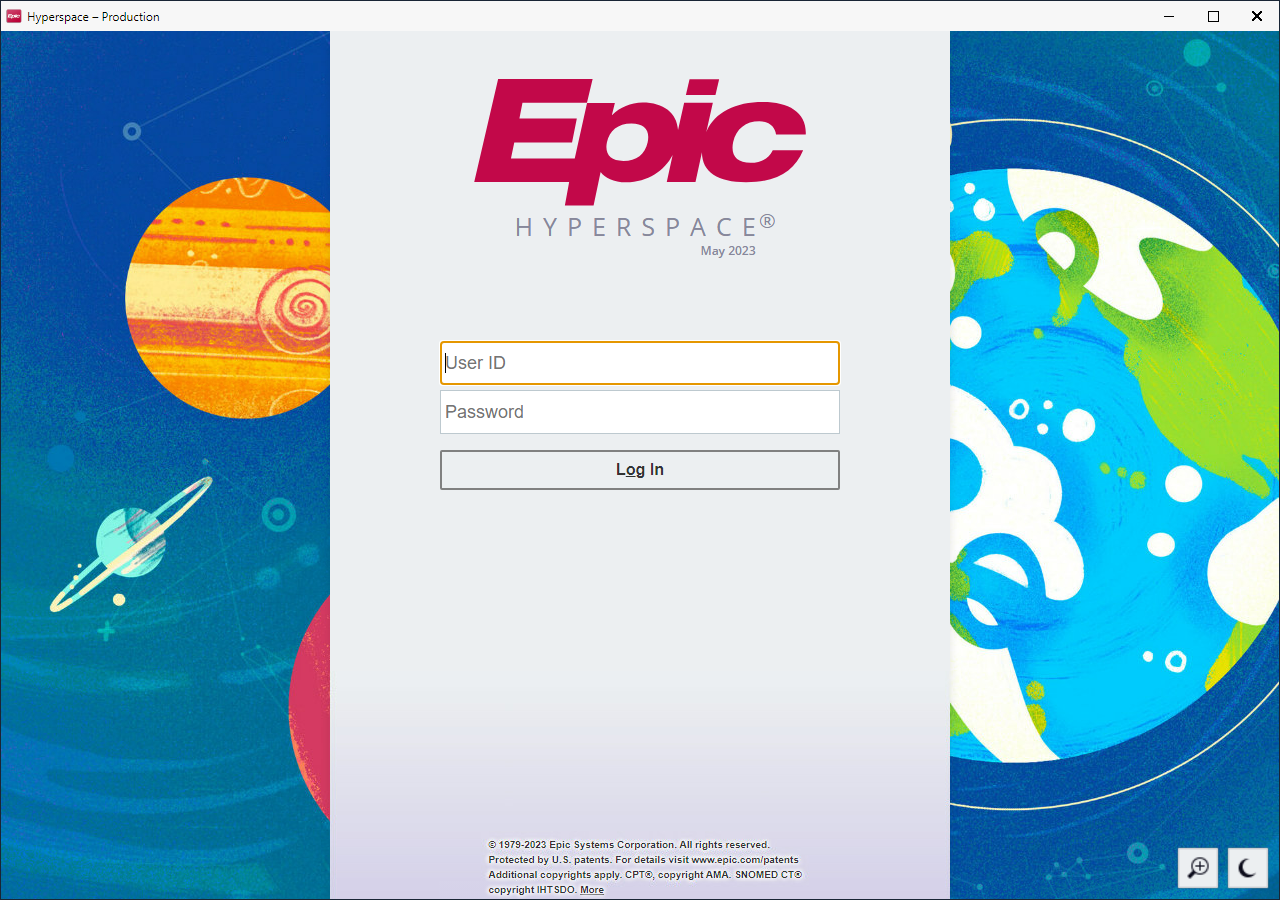 Epic
Hyperspace – Production
Epic
HYPERSPACE®
May 2023
User ID
Password
Log In
© 1979-2023 Epic Systems Corporation. All rights reserved.
Protected by U.S. patents. For details visit www.epic.com/patents
Additional copyrights apply. CPT®, copyright AMA. SNOMED CT®
copyright IHTSDO. More